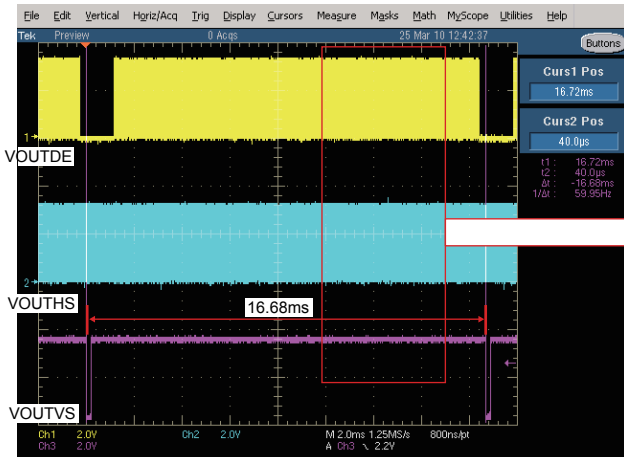 File Edit Vertical Horiz/Acq Trig Display Cursors Measure Masks Math MyScope Utilities Help
Tek Preview 0 Acqs 25 Mar 10 12:42:37
Buttons
Curs1 Pos
16.72ms
Curs2 Pos
40.0µs
t1 : 16.72ms
t2 : 40.0µs
Δt : -16.68ms
1/Δt : 59.95Hz
1
VOUTDE
2
VOUTHS
16.68ms
VOUTVS
Ch1 2.0V Ch2 2.0V M 2.0ms 1.25MS/s 800ns/pt
Ch3 2.0V A Ch3 \ 2.2V